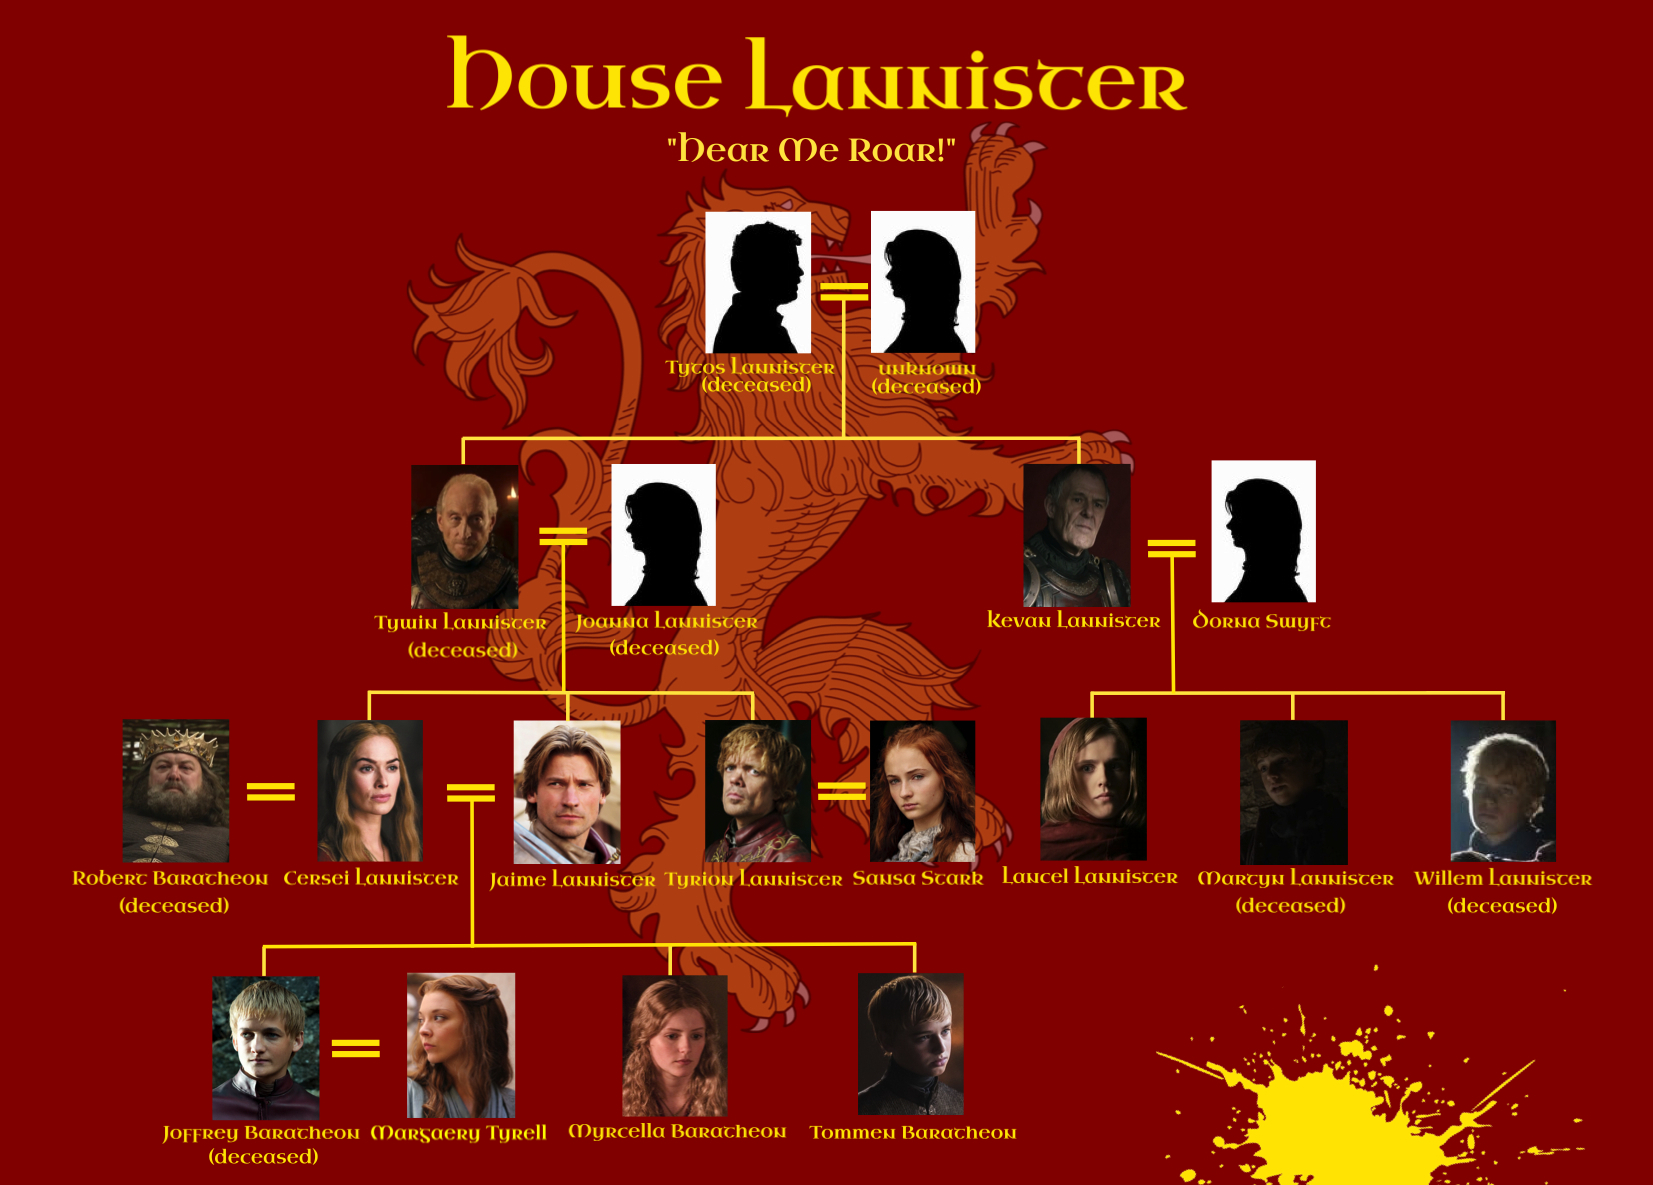 House Lannister
"Hear Me Roar!"
Tytos Lannister
(deceased)
unknown
(deceased)
Tywin Lannister
(deceased)
Joanna Lannister
(deceased)
Kevan Lannister
Dorna Swyft
Robert Baratheon
(deceased)
Cersei Lannister
Jaime Lannister
Tyrion Lannister
Sansa Stark
Lancel Lannister
Martyn Lannister
(deceased)
Willem Lannister
(deceased)
Joffrey Baratheon
(deceased)
Margaery Tyrell
Myrcella Baratheon
Tommen Baratheon